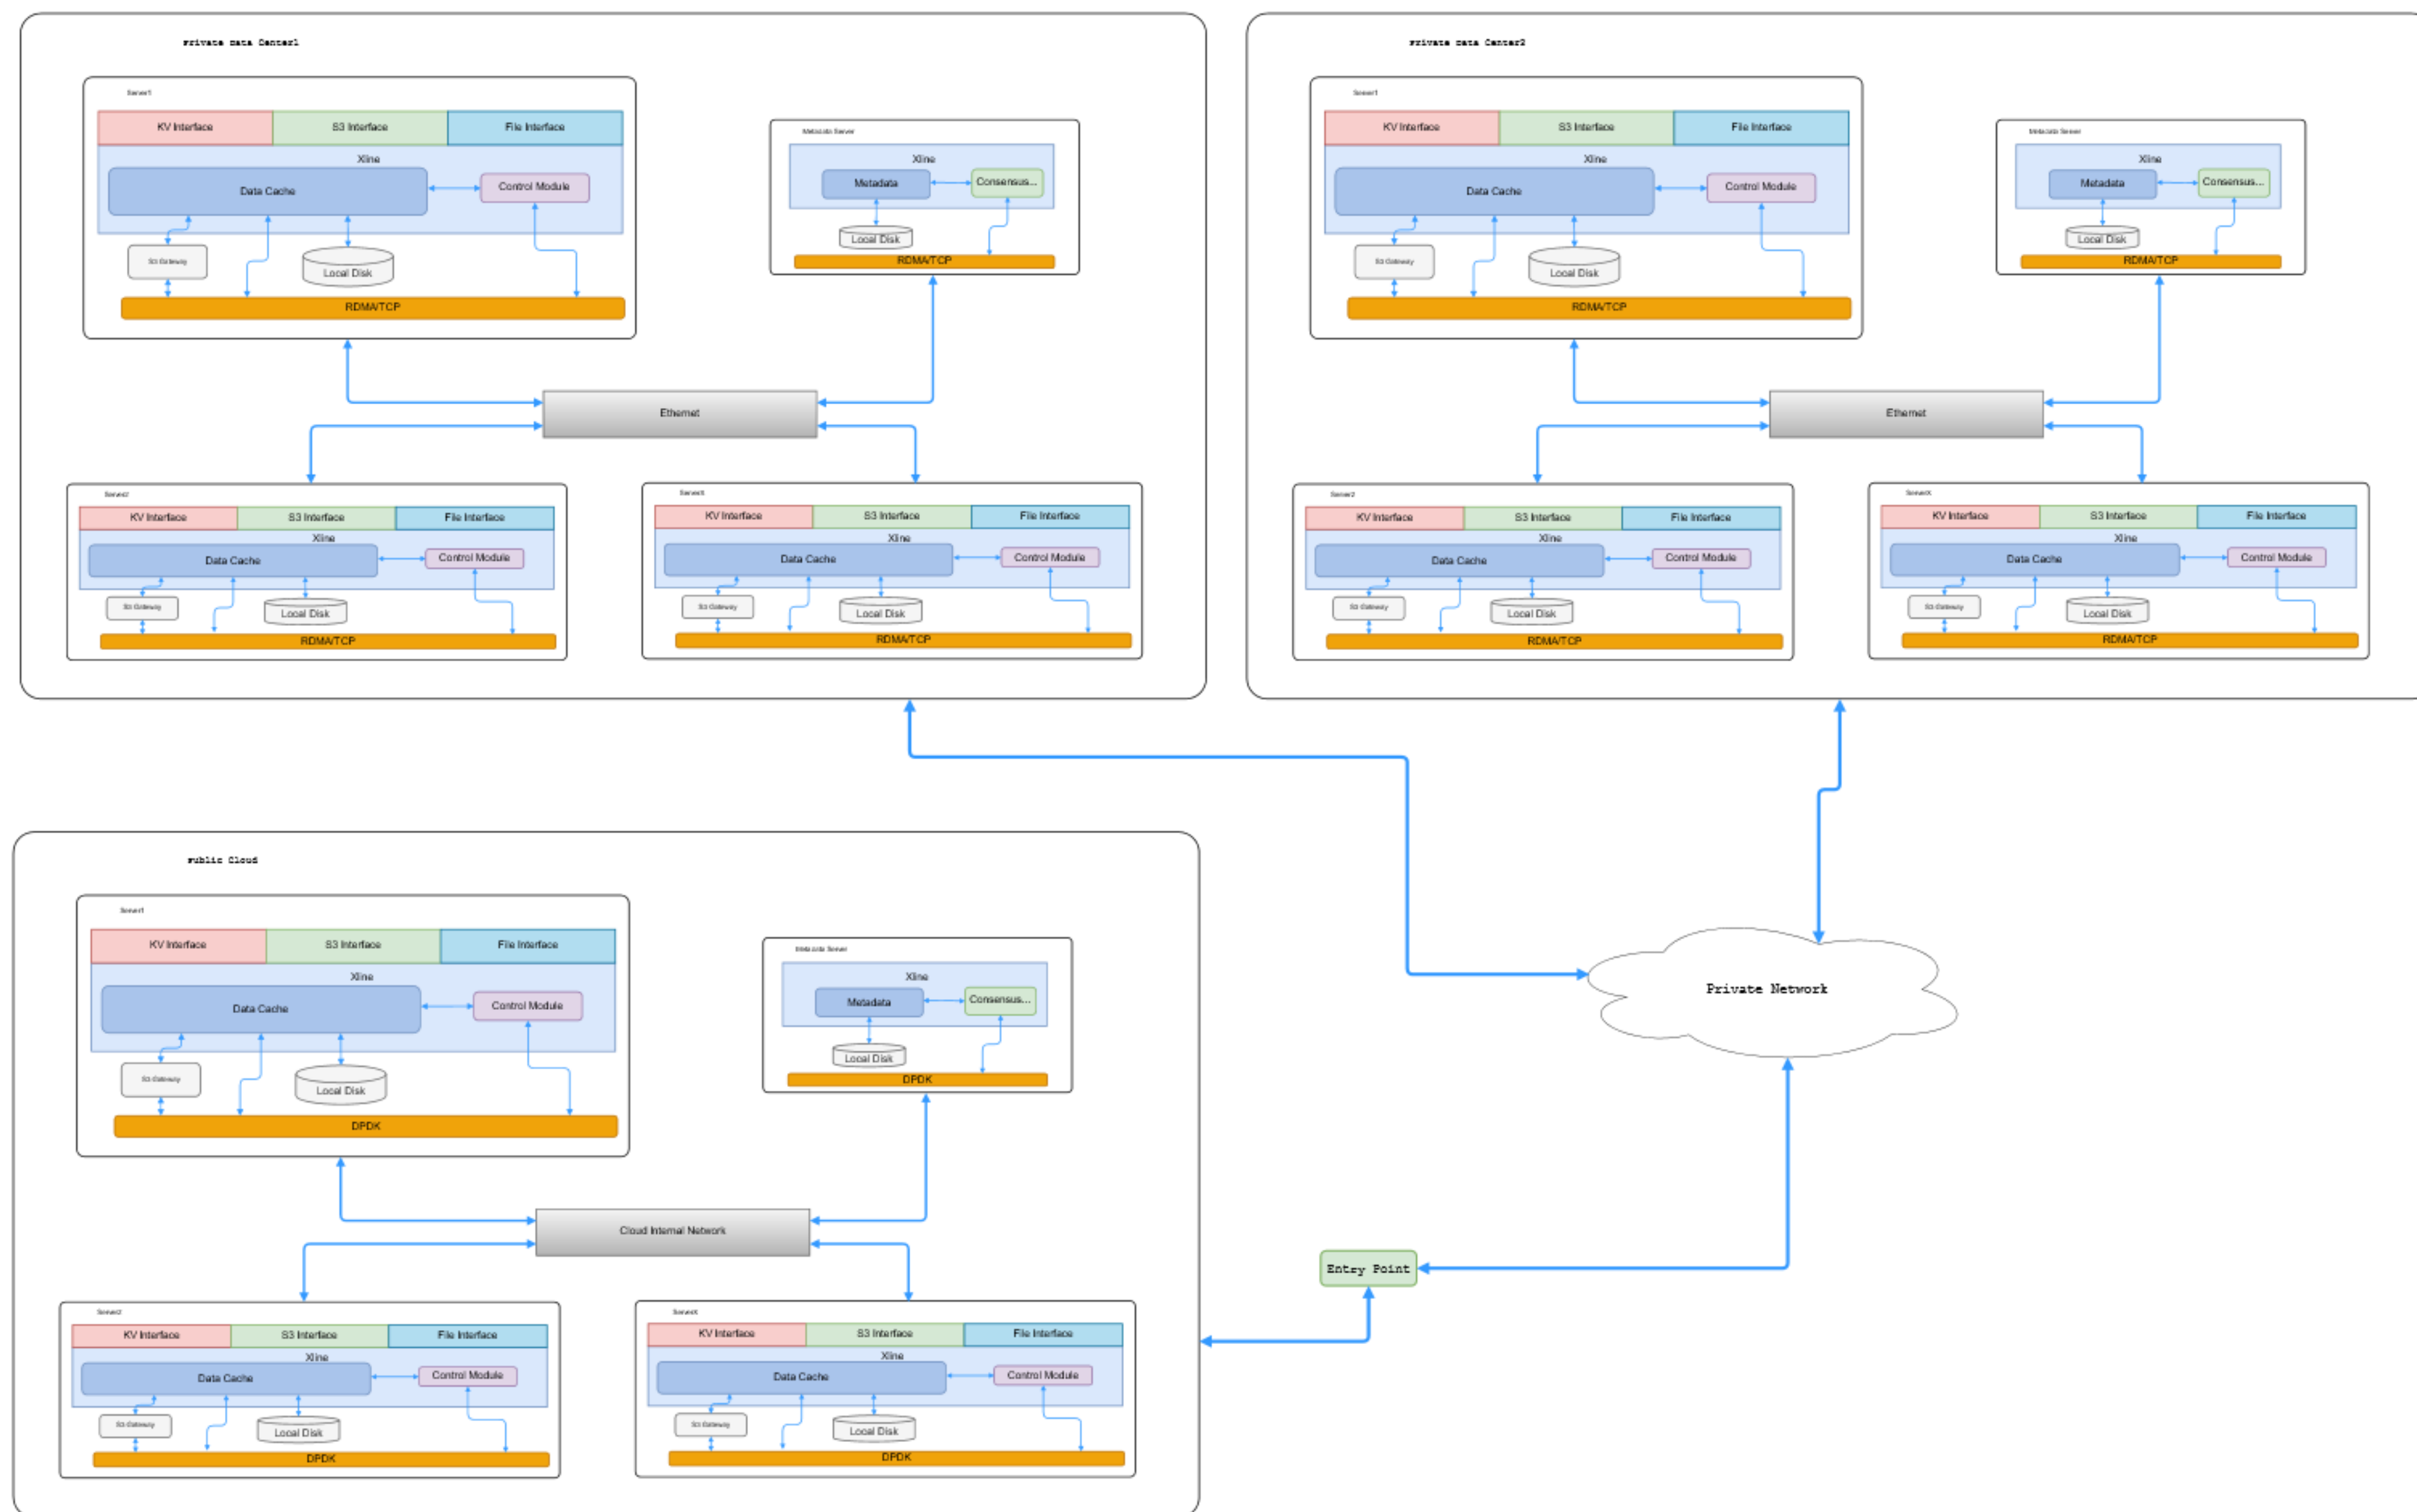 Private Data Center1
Server1
KV Interface
S3 Interface
File Interface
Xline
Data Cache
Control Module
S3 Gateway
Local Disk
RDMA/TCP
Metadata Server
Xline
Metadata
Consensus...
Local Disk
RDMA/TCP
Ethernet
Server2
KV Interface
S3 Interface
File Interface
Xline
Data Cache
Control Module
S3 Gateway
Local Disk
RDMA/TCP
ServerX
KV Interface
S3 Interface
File Interface
Xline
Data Cache
Control Module
S3 Gateway
Local Disk
RDMA/TCP
Private Data Center2
Server1
KV Interface
S3 Interface
File Interface
Xline
Data Cache
Control Module
S3 Gateway
Local Disk
RDMA/TCP
Metadata Server
Xline
Metadata
Consensus...
Local Disk
RDMA/TCP
Ethernet
Server2
KV Interface
S3 Interface
File Interface
Xline
Data Cache
Control Module
S3 Gateway
Local Disk
RDMA/TCP
ServerX
KV Interface
S3 Interface
File Interface
Xline
Data Cache
Control Module
S3 Gateway
Local Disk
RDMA/TCP
Public Cloud
Server1
KV Interface
S3 Interface
File Interface
Xline
Data Cache
Control Module
S3 Gateway
Local Disk
DPDK
Metadata Server
Xline
Metadata
Consensus...
Local Disk
DPDK
Cloud Internal Network
Server2
KV Interface
S3 Interface
File Interface
Xline
Data Cache
Control Module
S3 Gateway
Local Disk
DPDK
ServerX
KV Interface
S3 Interface
File Interface
Xline
Data Cache
Control Module
S3 Gateway
Local Disk
DPDK
Private Network
Entry Point